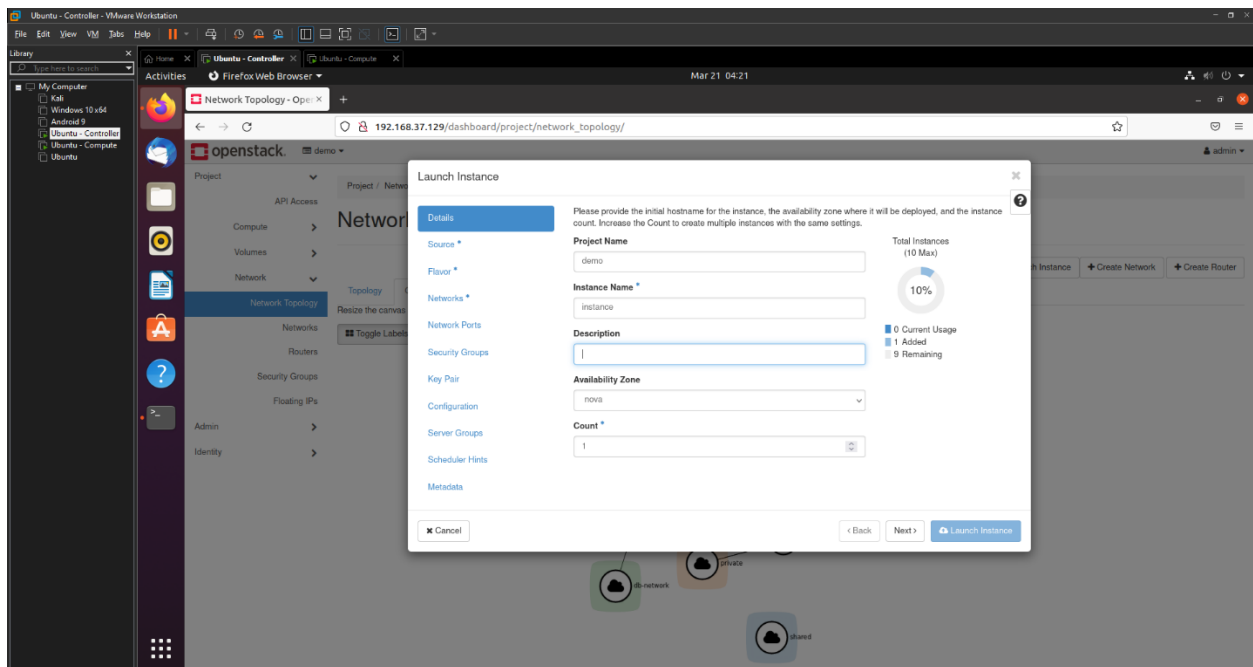 Ubuntu - Controller - VMware Workstation
File Edit View VM Tabs Help
Library
Type here to search
My Computer
Kali
Windows 10 x64
Android 9
Ubuntu - Controller
Ubuntu - Compute
Ubuntu
Home Ubuntu - Controller Ubuntu - Compute
Activities Firefox Web Browser Mar 21 04:21
Network Topology - Ope
192.168.37.129/dashboard/project/network_topology/
openstack. demo admin
Project
API Access
Compute
Volumes
Network
Network Topology
Networks
Routers
Security Groups
Floating IPs
Admin
Identity
Project / Netwo
Networ
Topology
Resize the canvas
Toggle Labels
h Instance + Create Network + Create Router
Launch Instance
Details
Source *
Flavor *
Networks *
Network Ports
Security Groups
Key Pair
Configuration
Server Groups
Scheduler Hints
Metadata
Please provide the initial hostname for the instance, the availability zone where it will be deployed, and the instance
count. Increase the Count to create multiple instances with the same settings.
Project Name
demo
Instance Name *
instance
Description
Availability Zone
nova
Count *
1
Total Instances
(10 Max)
10%
0 Current Usage
1 Added
9 Remaining
Cancel < Back Next > Launch Instance
private
db-network
shared